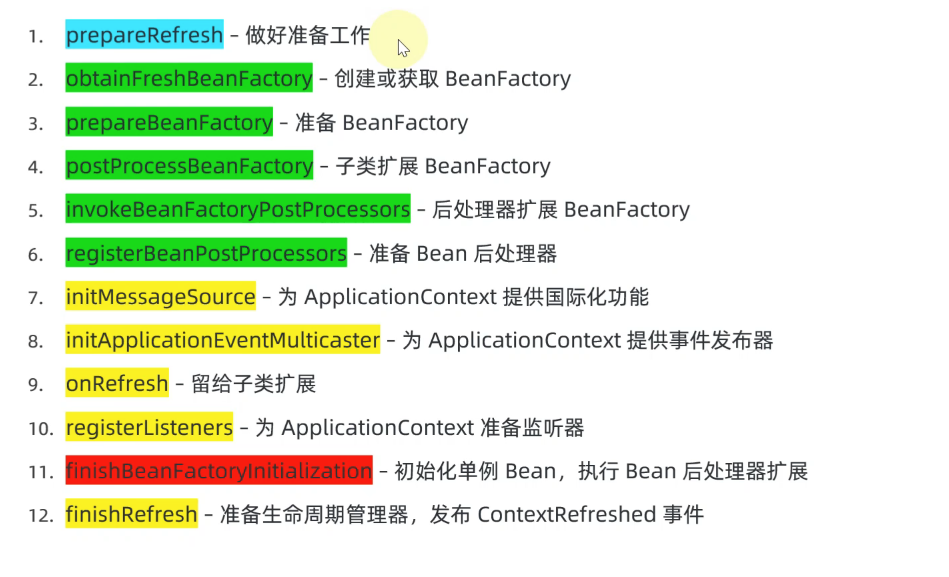 1. prepareRefresh – 做好准备工作
2. obtainFreshBeanFactory – 创建或获取 BeanFactory
3. prepareBeanFactory – 准备 BeanFactory
4. postProcessBeanFactory – 子类扩展 BeanFactory
5. invokeBeanFactoryPostProcessors – 后处理器扩展 BeanFactory
6. registerBeanPostProcessors – 准备 Bean 后处理器
7. initMessageSource – 为 ApplicationContext 提供国际化功能
8. initApplicationEventMulticaster – 为 ApplicationContext 提供事件发布器
9. onRefresh – 留给子类扩展
10. registerListeners – 为 ApplicationContext 准备监听器
11. finishBeanFactoryInitialization – 初始化单例 Bean，执行 Bean 后处理器扩展
12. finishRefresh – 准备生命周期管理器，发布 ContextRefreshed 事件